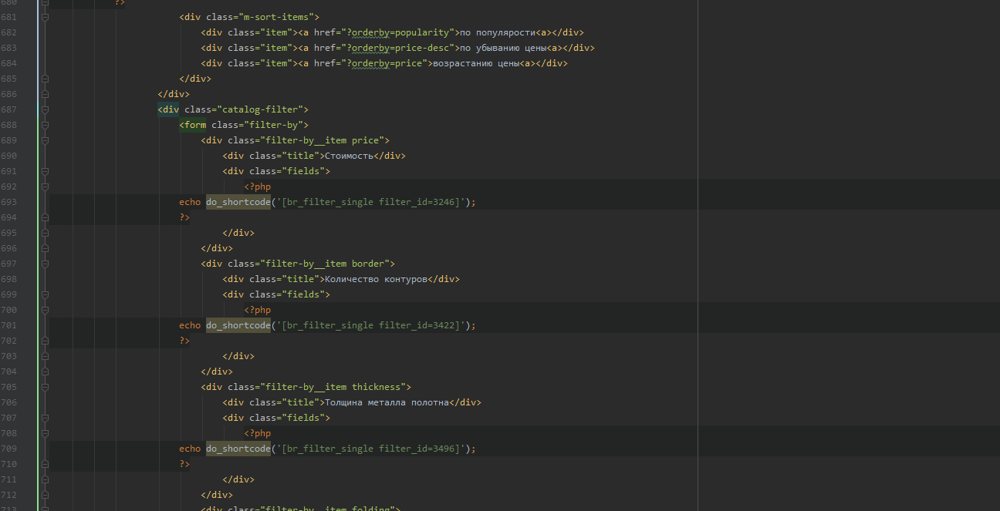 680 ?>
681 <div class="m-sort-items">
682 <div class="item"><a href="?orderby=popularity">по популярости<a></div>
683 <div class="item"><a href="?orderby=price-desc">по убыванию цены<a></div>
684 <div class="item"><a href="?orderby=price">возрастанию цены<a></div>
685 </div>
686 </div>
687 <div class="catalog-filter">
688 <form class="filter-by">
689 <div class="filter-by__item price">
690 <div class="title">Стоимость</div>
691 <div class="fields">
692 <?php
693 echo do_shortcode('[br_filter_single filter_id=3246]');
694 ?>
695 </div>
696 </div>
697 <div class="filter-by__item border">
698 <div class="title">Количество контуров</div>
699 <div class="fields">
700 <?php
701 echo do_shortcode('[br_filter_single filter_id=3422]');
702 ?>
703 </div>
704 </div>
705 <div class="filter-by__item thickness">
706 <div class="title">Толщина металла полотна</div>
707 <div class="fields">
708 <?php
709 echo do_shortcode('[br_filter_single filter_id=3496]');
710 ?>
711 </div>
712 </div>
713 <div class="filter-by__item folding">